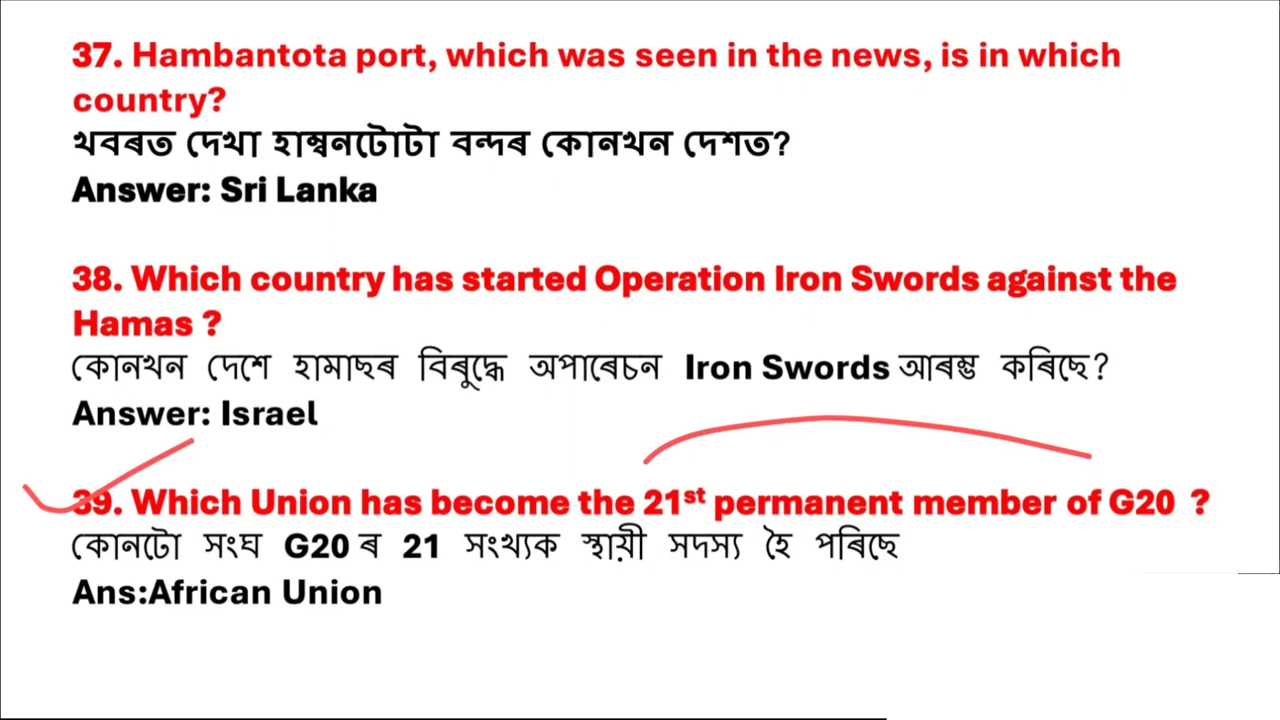 37. Hambantota port, which was seen in the news, is in which
country?
খবৰত দেখা হাম্বনটোটা বন্দৰ কোনখন দেশত?
Answer: Sri Lanka
38. Which country has started Operation Iron Swords against the
Hamas ?
কোনখন দেশে হামাছৰ বিৰুদ্ধে অপাৰেচন Iron Swords আৰম্ভ কৰিছে?
Answer: Israel
39. Which Union has become the 21st permanent member of G20 ?
কোনটো সংঘ G20 ৰ 21 সংখ্যক স্থায়ী সদস্য হৈ পৰিছে
Ans:African Union